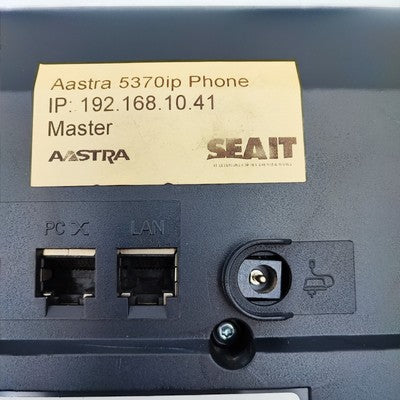 Aastra 5370ip Phone
IP: 192.168.10.41
Master
AASTRA
SEAIT
PC
LAN